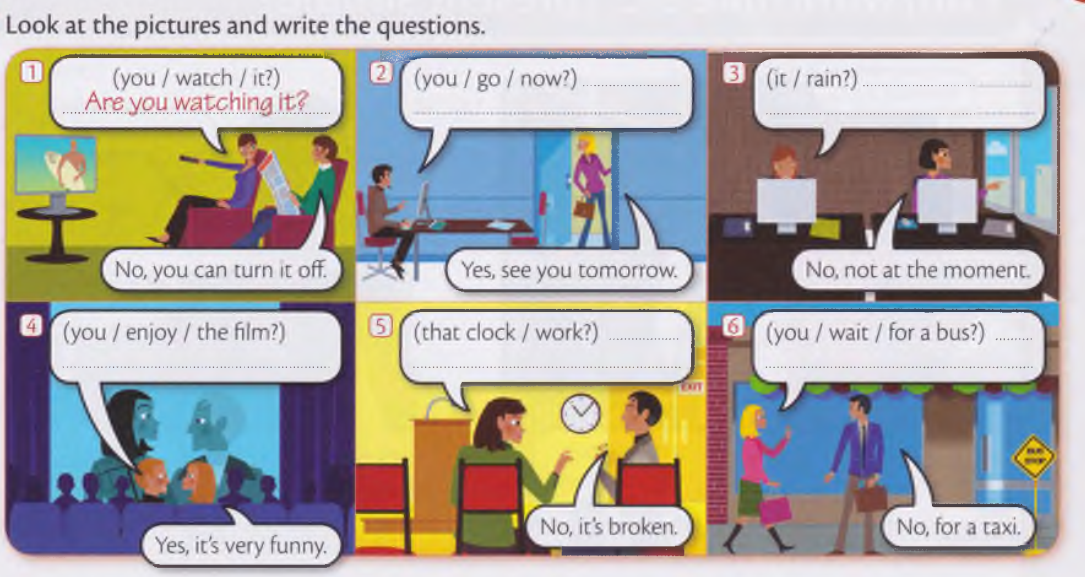 Look at the pictures and write the questions.
1
(you / watch / it?)
Are you watching it?
No, you can turn it off.
2
(you / go / now?)
Yes, see you tomorrow.
3
(it / rain?)
No, not at the moment.
4
(you / enjoy / the film?)
Yes, it's very funny.
5
(that clock / work?)
EXIT
No, it's broken.
6
(you / wait / for a bus?)
BUS
STOP
No, for a taxi.